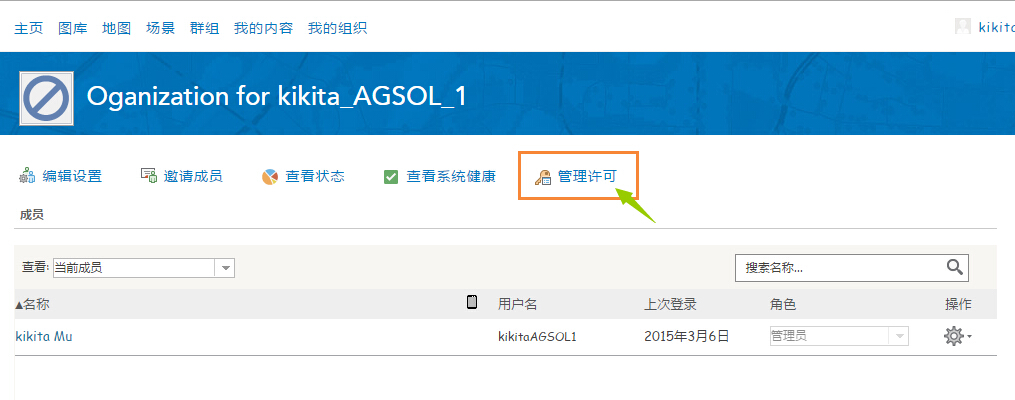 主页 图库 地图 场景 群组 我的内容 我的组织 kikita
Oganization for kikita_AGSOL_1
编辑设置 邀请成员 查看状态 查看系统健康 管理许可
成员
查看: 当前成员 搜索名称...
▲名称 用户名 上次登录 角色 操作
kikita Mu kikitaAGSOL1 2015年3月6日 管理员